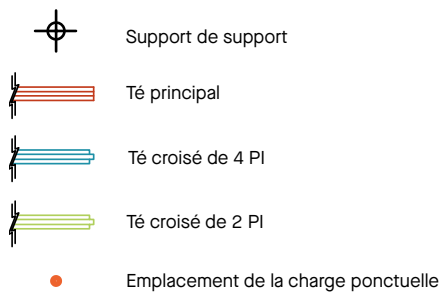 Support de support
Té principal
Té croisé de 4 PI
Té croisé de 2 PI
Emplacement de la charge ponctuelle